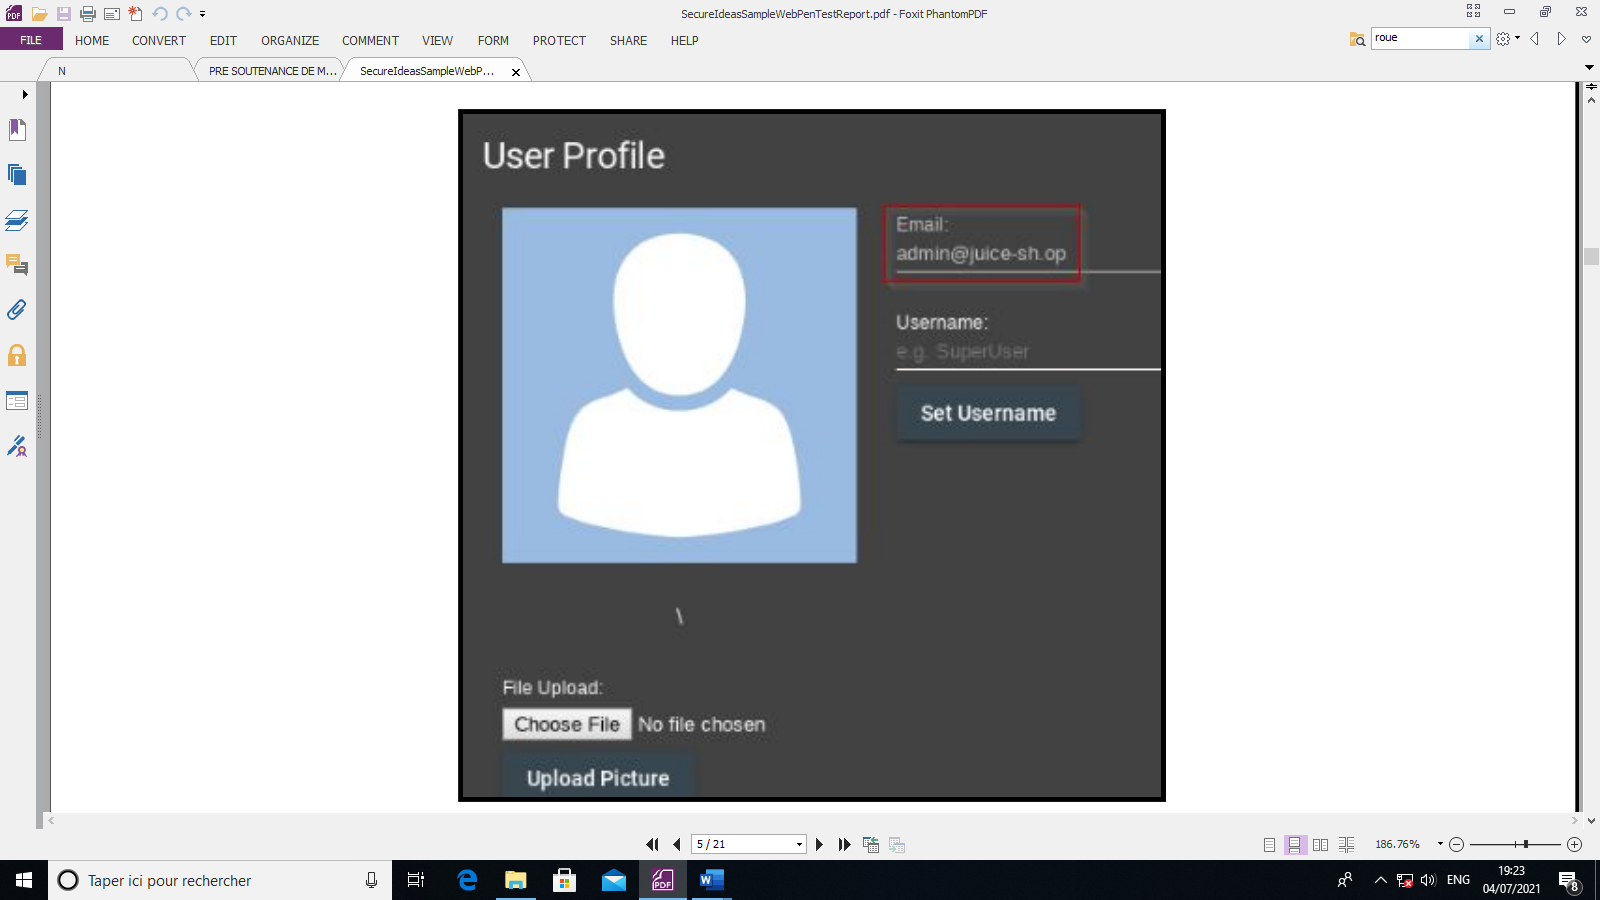 SecureIdeasSampleWebPenTestReport.pdf - Foxit PhantomPDF
FILE HOME CONVERT EDIT ORGANIZE COMMENT VIEW FORM PROTECT SHARE HELP
roue
N
PRE SOUTENANCE DE M...
SecureIdeasSampleWebP...
User Profile
Email:
admin@juice-sh.op
Username:
e.g. SuperUser
Set Username
\
File Upload:
Choose File No file chosen
Upload Picture
5 / 21
186.76%
Taper ici pour rechercher
PDF
W
ENG
19:23
04/07/2021
8